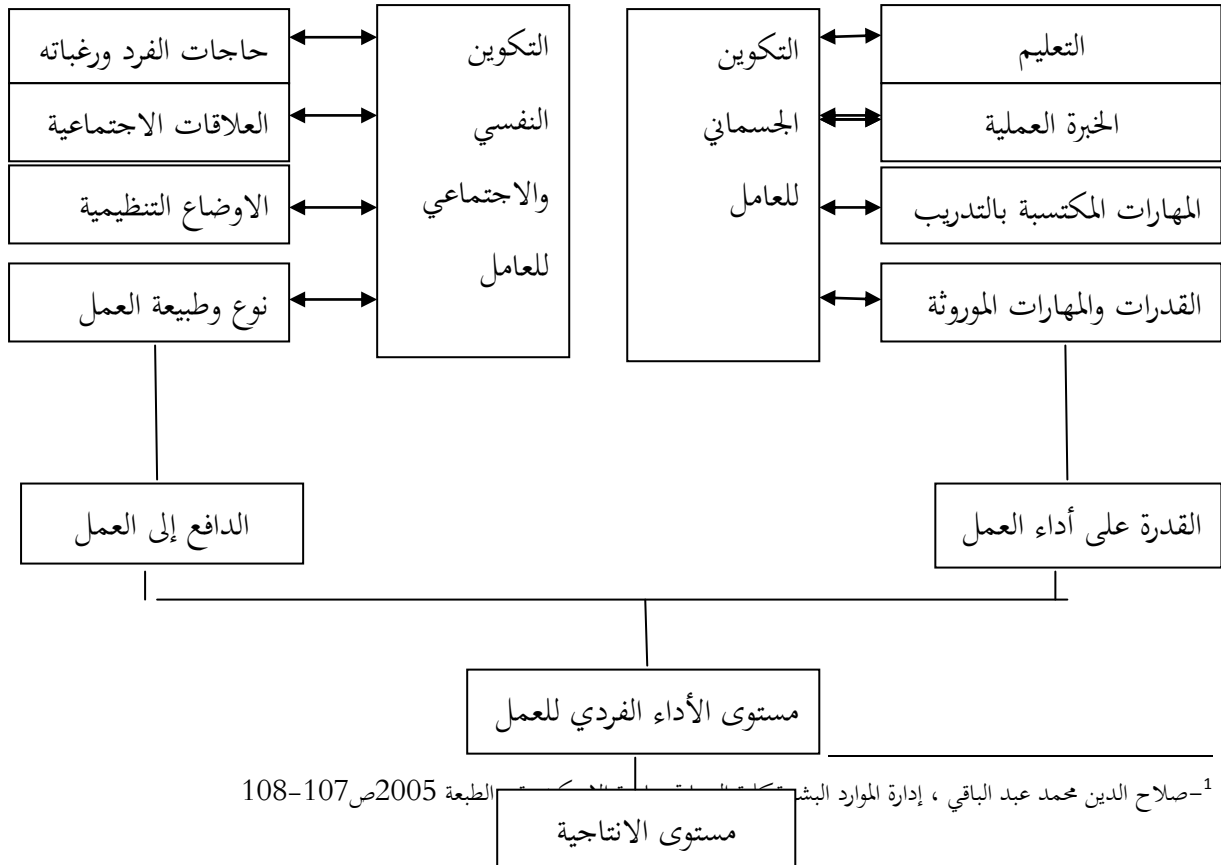 التعليم
الخبرة العملية
المهارات المكتسبة بالتدريب
القدرات والمهارات الموروثة
التكوين
الجسماني
للعامل
التكوين
النفسي
والاجتماعي
للعامل
حاجات الفرد ورغباته
العلاقات الاجتماعية
الاوضاع التنظيمية
نوع وطبيعة العمل
القدرة على أداء العمل
الدافع إلى العمل
مستوى الأداء الفردي للعمل
1-صلاح الدين محمد عبد الباقي ، إدارة الموارد الطبعة 2005ص107-108
مستوى الانتاجية